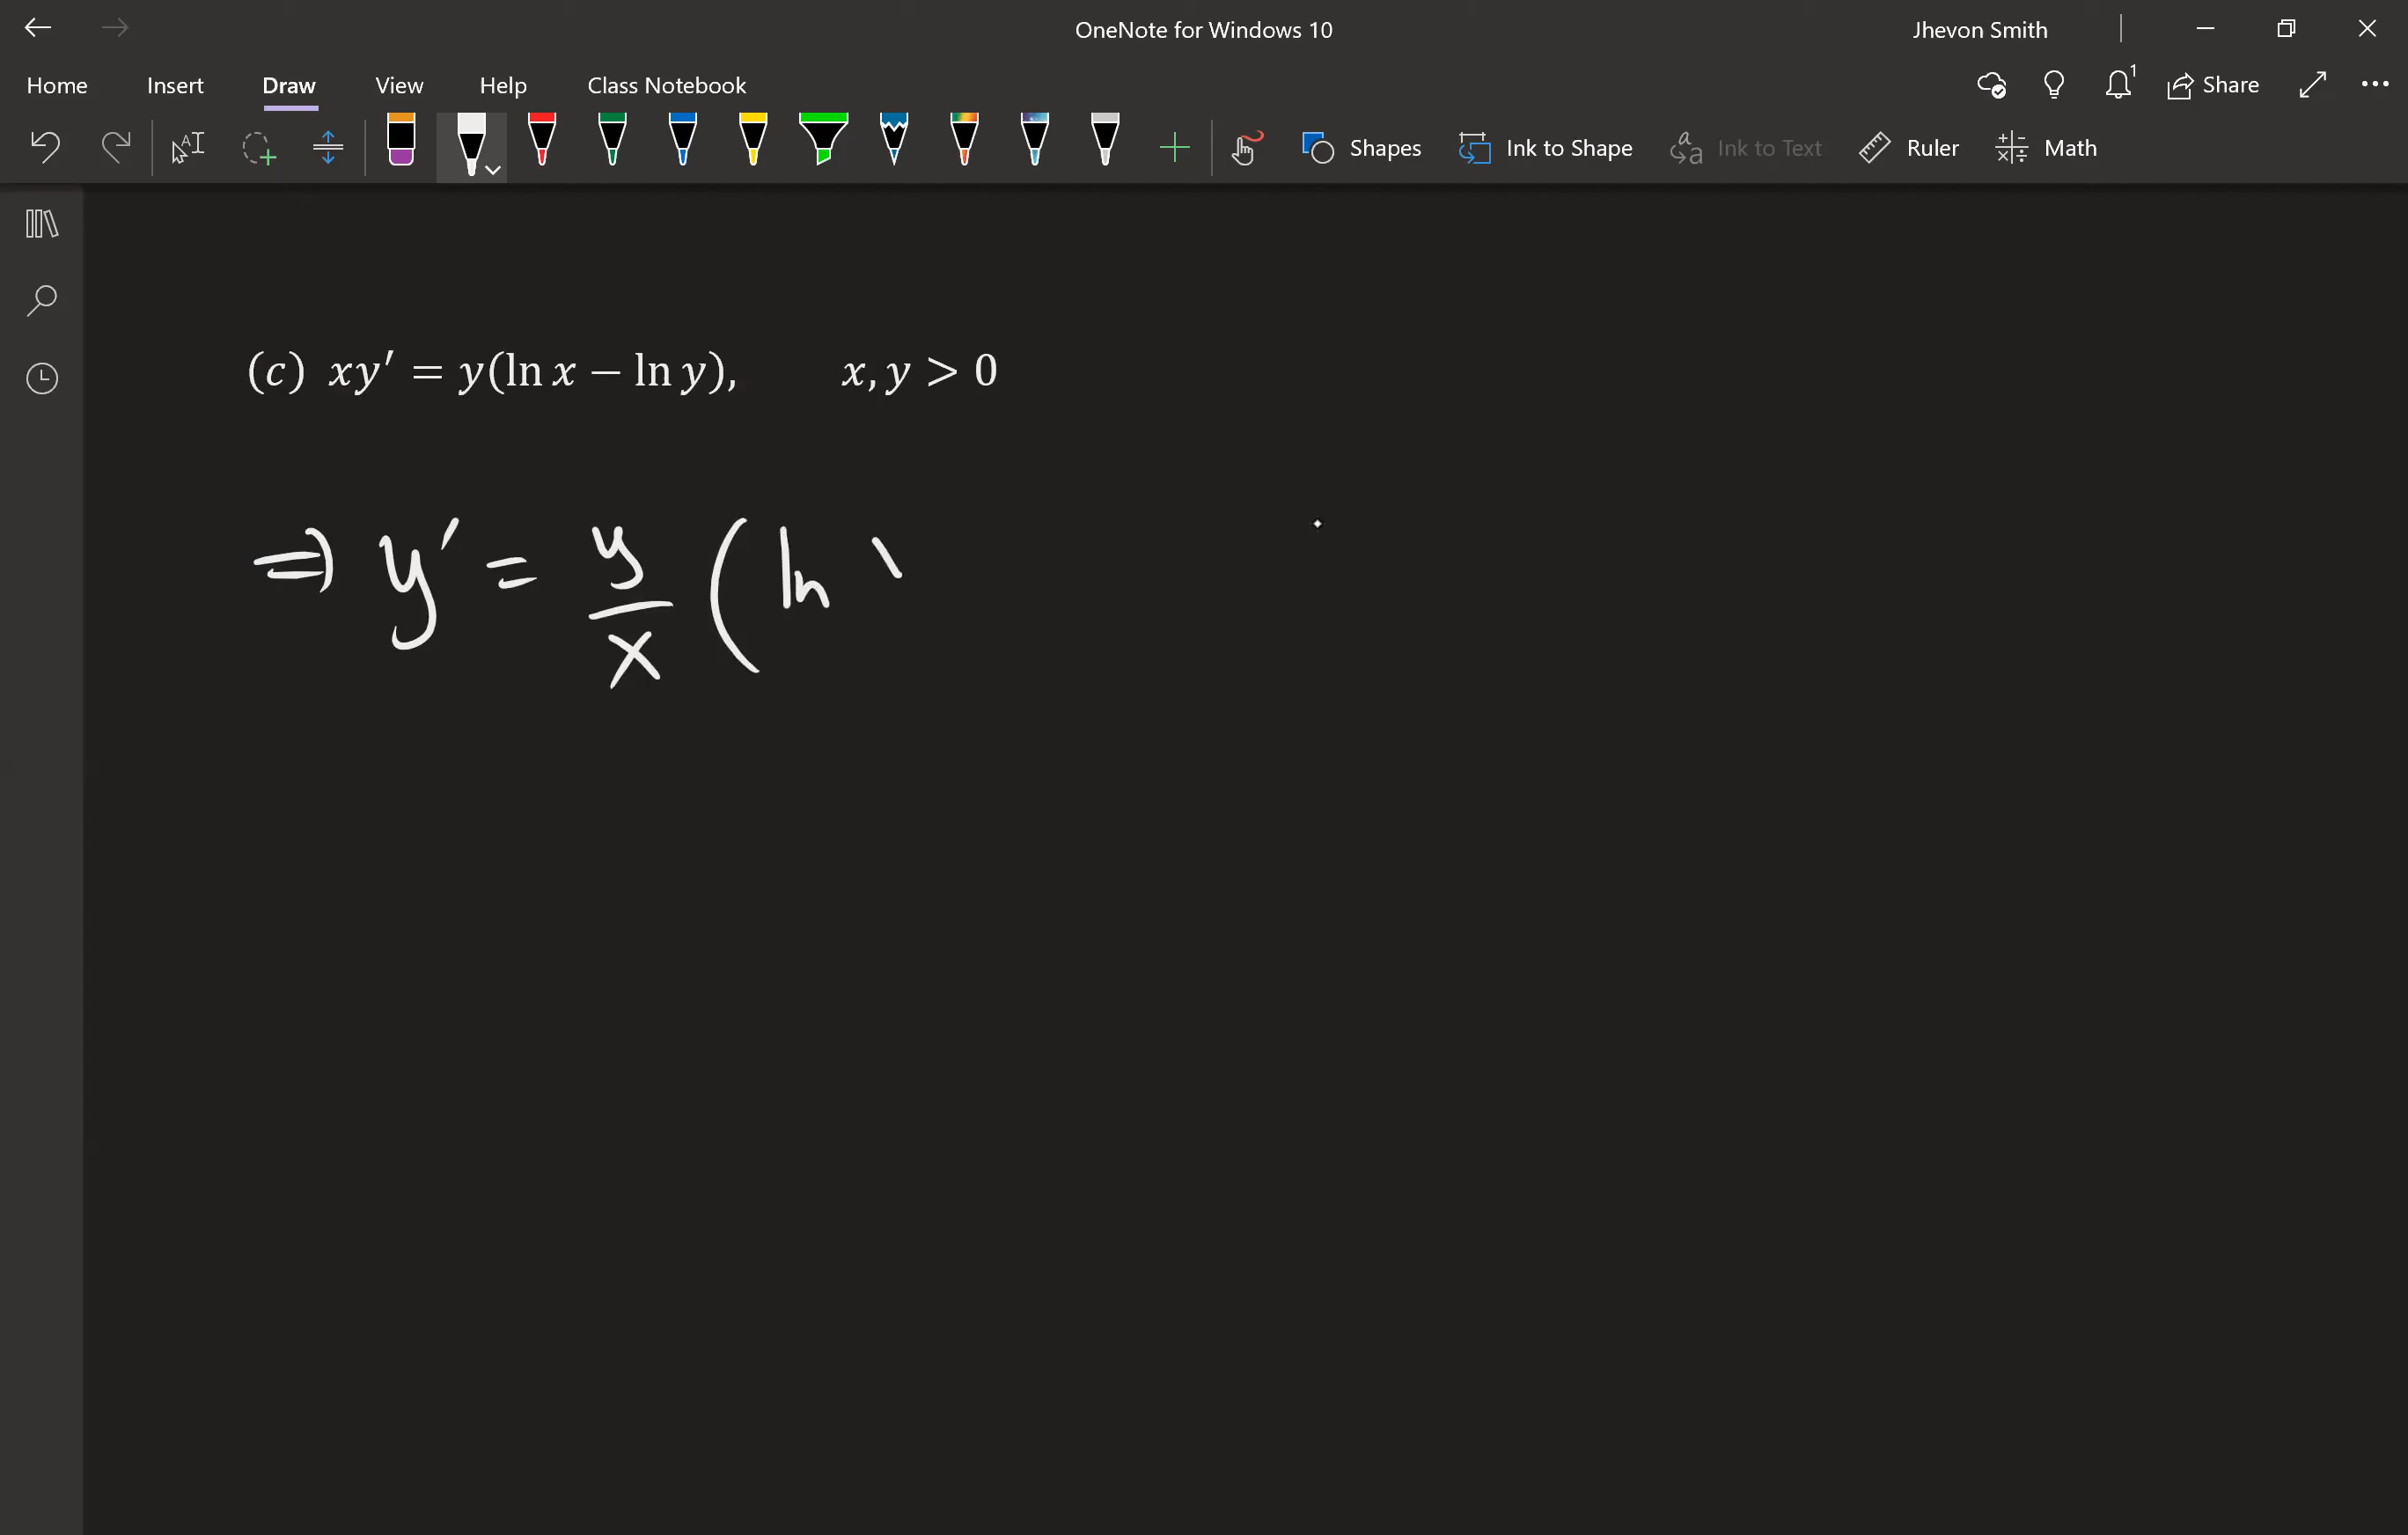 OneNote for Windows 10
Jhevon Smith
Home Insert Draw View Help Class Notebook
1
Share
Shapes Ink to Shape Ink to Text Ruler Math
(c) xy′ = y(ln x − ln y), x, y > 0
⇒ y' = y/x ( ln \